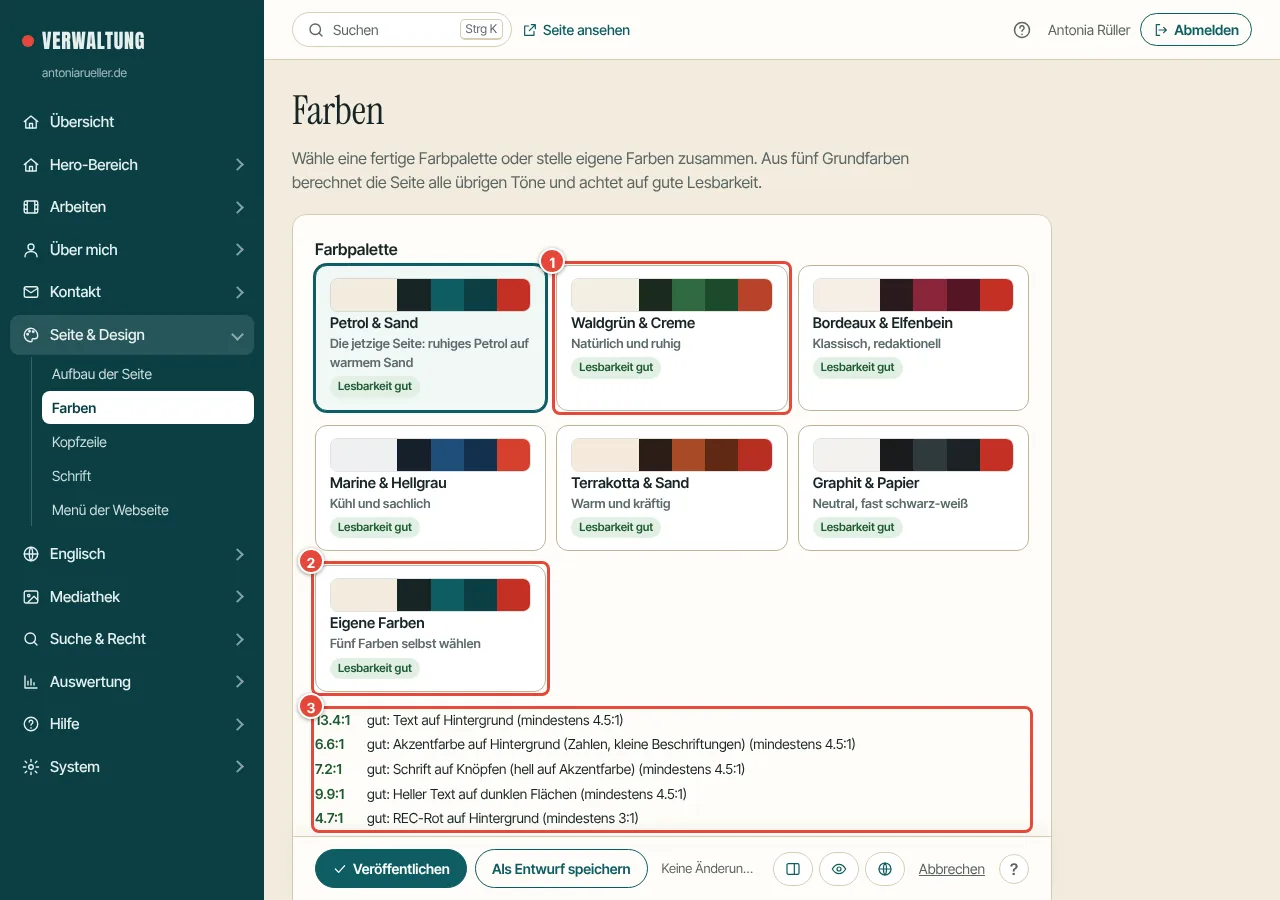 VERWALTUNG
antoniarueller.de
Übersicht
Hero-Bereich
Arbeiten
Über mich
Kontakt
Seite & Design
Aufbau der Seite
Farben
Kopfzeile
Schrift
Menü der Webseite
Englisch
Mediathek
Suche & Recht
Auswertung
Hilfe
System
Suchen
Strg K
Seite ansehen
Antonia Rüller
Abmelden
Farben
Wähle eine fertige Farbpalette oder stelle eigene Farben zusammen. Aus fünf Grundfarben
berechnet die Seite alle übrigen Töne und achtet auf gute Lesbarkeit.
Farbpalette
Petrol & Sand
Die jetzige Seite: ruhiges Petrol auf
warmem Sand
Lesbarkeit gut
1
Waldgrün & Creme
Natürlich und ruhig
Lesbarkeit gut
Bordeaux & Elfenbein
Klassisch, redaktionell
Lesbarkeit gut
Marine & Hellgrau
Kühl und sachlich
Lesbarkeit gut
Terrakotta & Sand
Warm und kräftig
Lesbarkeit gut
Graphit & Papier
Neutral, fast schwarz-weiß
Lesbarkeit gut
2
Eigene Farben
Fünf Farben selbst wählen
Lesbarkeit gut
3
13.4:1 gut: Text auf Hintergrund (mindestens 4.5:1)
6.6:1 gut: Akzentfarbe auf Hintergrund (Zahlen, kleine Beschriftungen) (mindestens 4.5:1)
7.2:1 gut: Schrift auf Knöpfen (hell auf Akzentfarbe) (mindestens 4.5:1)
9.9:1 gut: Heller Text auf dunklen Flächen (mindestens 4.5:1)
4.7:1 gut: REC-Rot auf Hintergrund (mindestens 3:1)
Veröffentlichen
Als Entwurf speichern
Keine Änderun...
Abbrechen
?